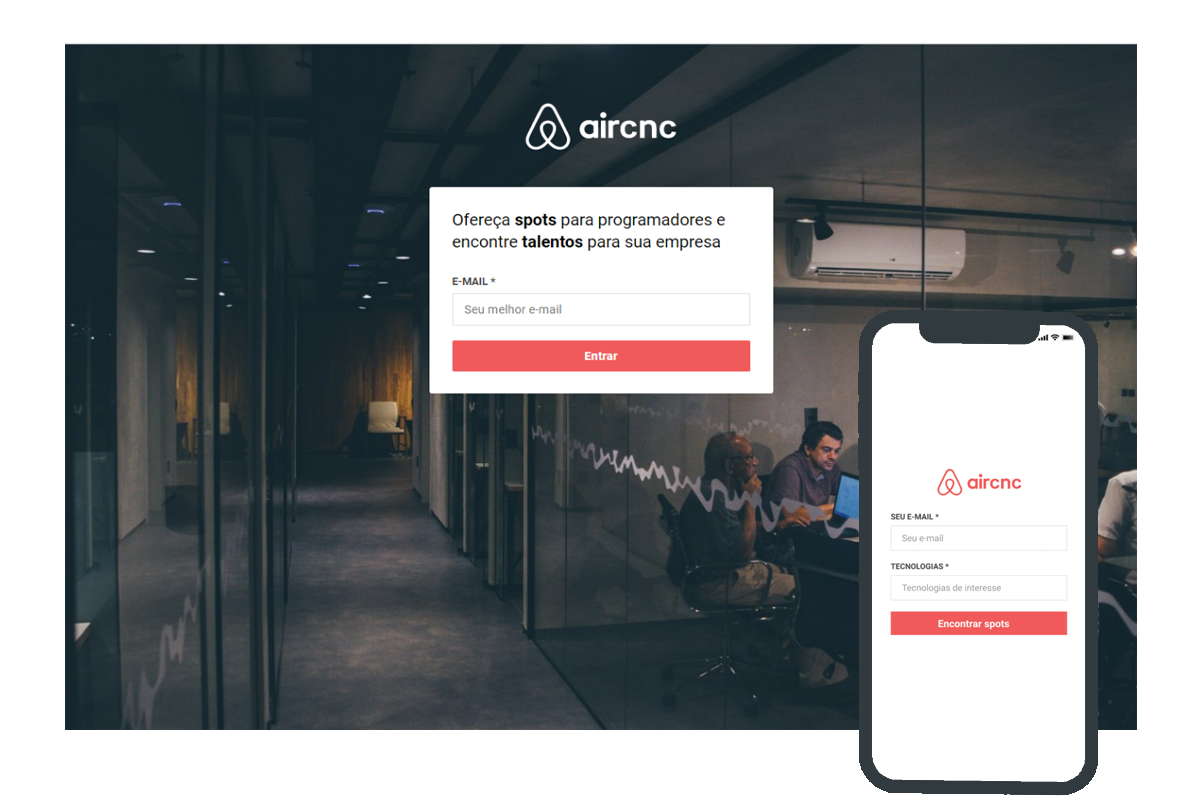 aircnc
Ofereça spots para programadores e
encontre talentos para sua empresa
E-MAIL *
Seu melhor e-mail
Entrar
aircnc
SEU E-MAIL *
Seu e-mail
TECNOLOGIAS *
Tecnologias de interesse
Encontrar spots